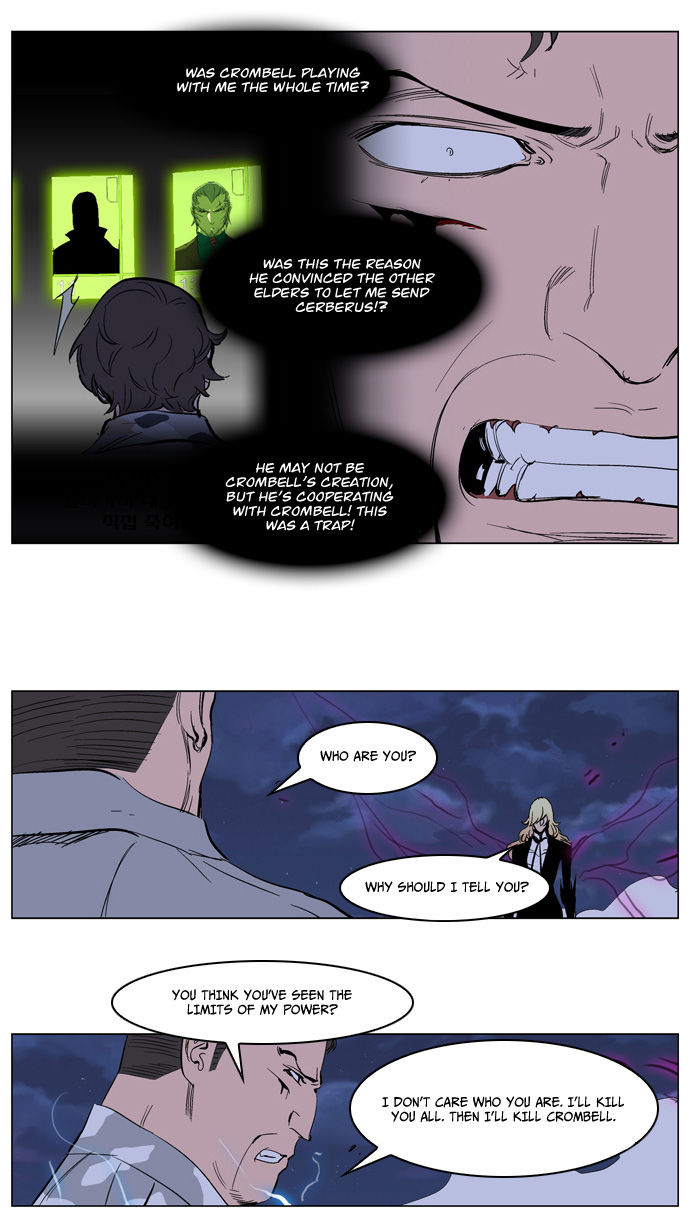 WAS CROMBELL PLAYING
WITH ME THE WHOLE TIME?
WAS THIS THE REASON
HE CONVINCED THE OTHER
ELDERS TO LET ME SEND
CERBERUS!?
HE MAY NOT BE
CROMBELL'S CREATION,
BUT HE'S COOPERATING
WITH CROMBELL! THIS
WAS A TRAP!
WHO ARE YOU?
WHY SHOULD I TELL YOU?
YOU THINK YOU'VE SEEN THE
LIMITS OF MY POWER?
I DON'T CARE WHO YOU ARE. I'LL KILL
YOU ALL. THEN I'LL KILL CROMBELL.